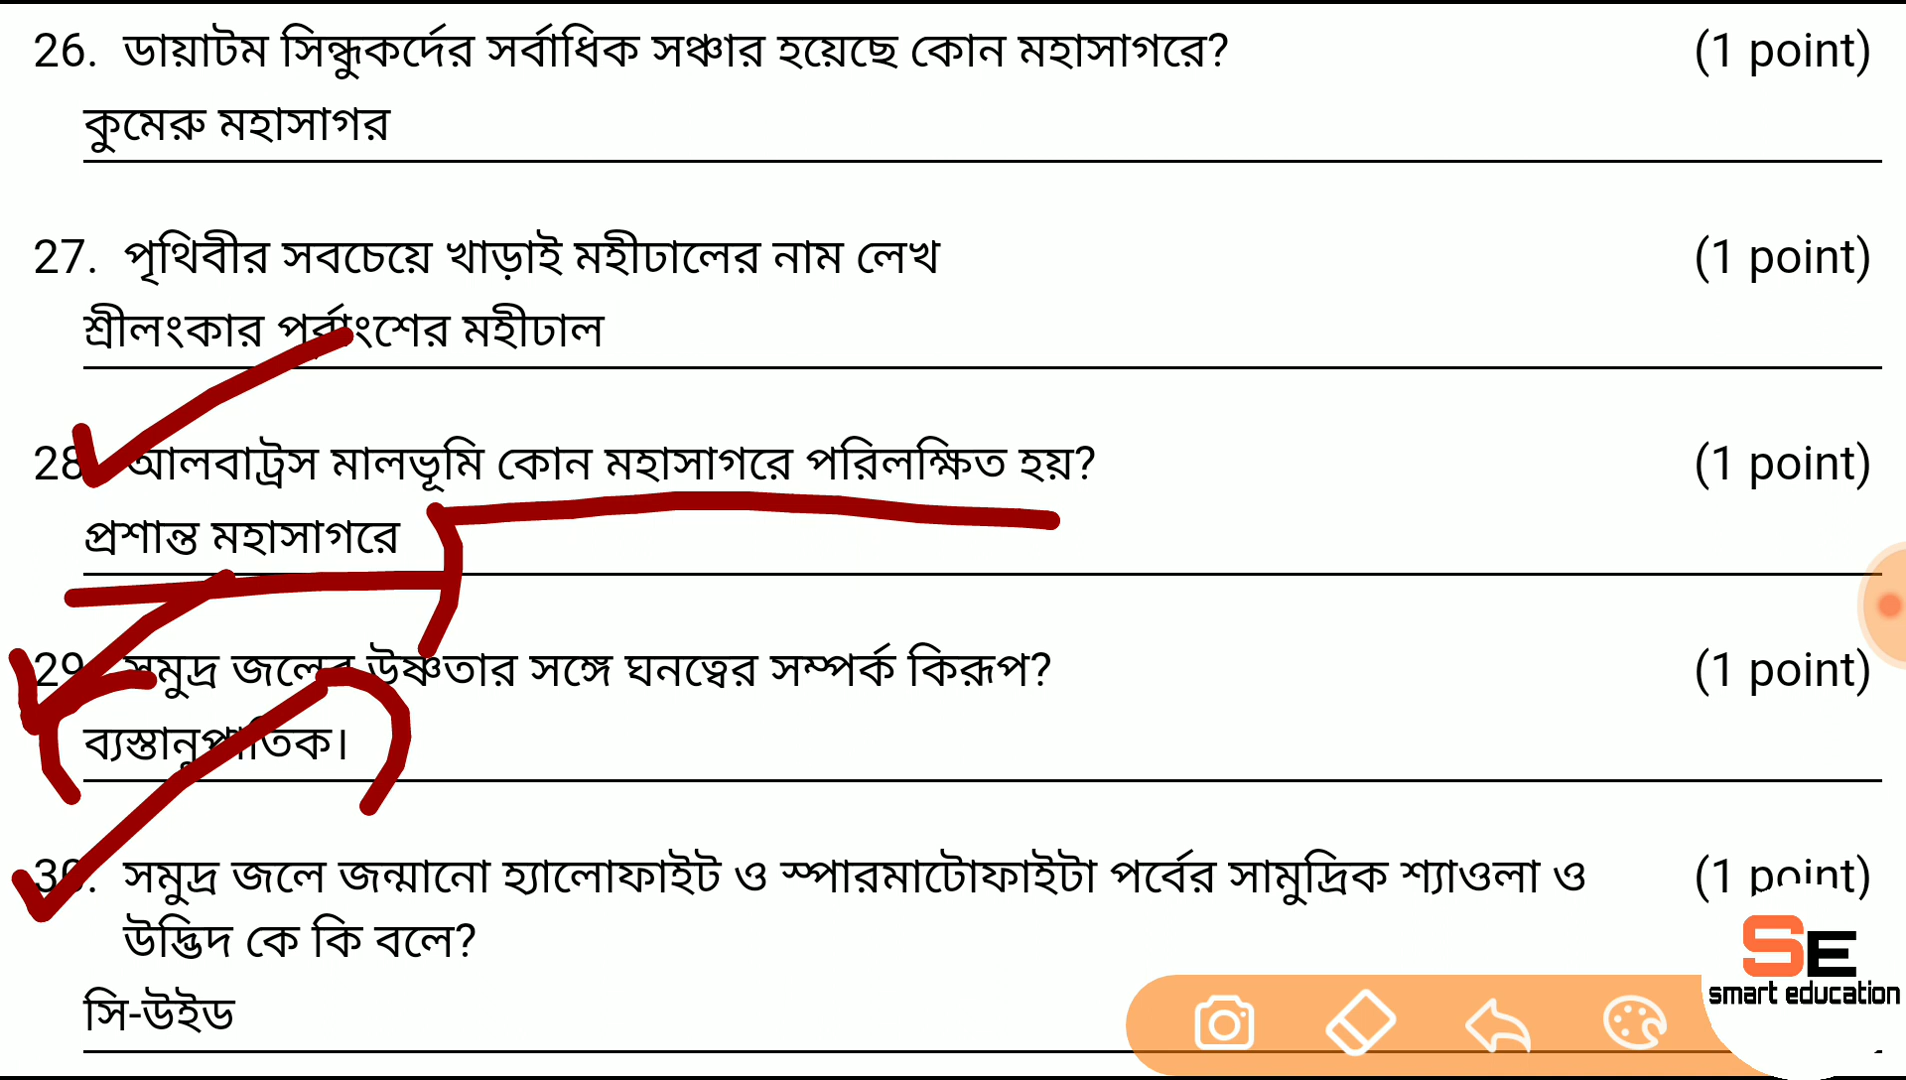 26. ডায়াটম সিন্ধুকর্দের সর্বাধিক সঞ্চার হয়েছে কোন মহাসাগরে? (1 point)
কুমেরু মহাসাগর
27. পৃথিবীর সবচেয়ে খাড়াই মহীঢালের নাম লেখ (1 point)
শ্রীলংকার পূর্বাংশের মহীঢাল
28. আলবাট্রস মালভূমি কোন মহাসাগরে পরিলক্ষিত হয়? (1 point)
প্রশান্ত মহাসাগরে
29. সমুদ্র জলের উষ্ণতার সঙ্গে ঘনত্বের সম্পর্ক কিরূপ? (1 point)
ব্যস্তানুপাতিক।
30. সমুদ্র জলে জন্মানো হ্যালোফাইট ও স্পারমাটোফাইটা পর্বের সামুদ্রিক শ্যাওলা ও (1 point)
উদ্ভিদ কে কি বলে?
সি-উইড
SE
smart education